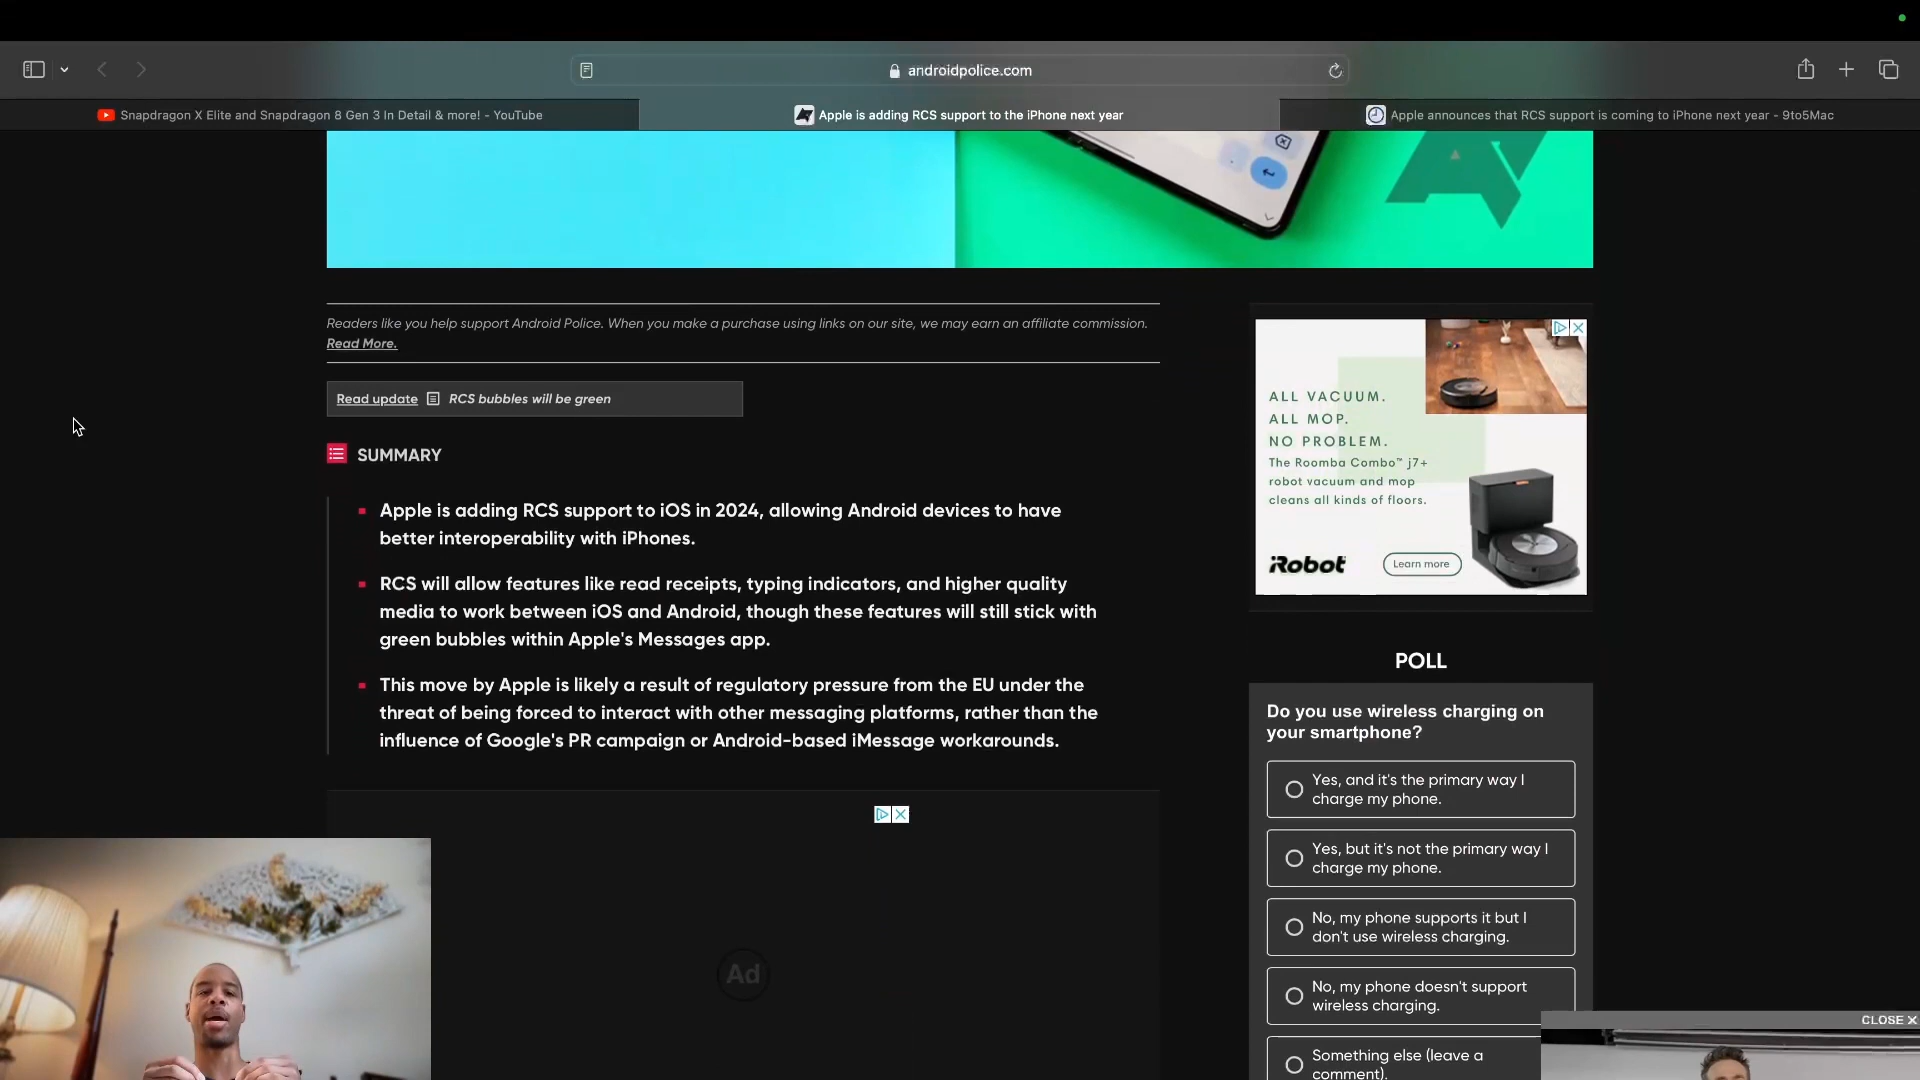 androidpolice.com
Snapdragon X Elite and Snapdragon 8 Gen 3 In Detail & more! - YouTube
Apple is adding RCS support to the iPhone next year
Apple announces that RCS support is coming to iPhone next year - 9to5Mac
Readers like you help support Android Police. When you make a purchase using links on our site, we may earn an affiliate commission.
Read More.
Read update RCS bubbles will be green
SUMMARY
Apple is adding RCS support to iOS in 2024, allowing Android devices to have
better interoperability with iPhones.
RCS will allow features like read receipts, typing indicators, and higher quality
media to work between iOS and Android, though these features will still stick with
green bubbles within Apple's Messages app.
This move by Apple is likely a result of regulatory pressure from the EU under the
threat of being forced to interact with other messaging platforms, rather than the
influence of Google's PR campaign or Android-based iMessage workarounds.
Ad
ALL VACUUM.
ALL MOP.
NO PROBLEM.
The Roomba Combo™ j7+
robot vacuum and mop
cleans all kinds of floors.
iRobot
Learn more
POLL
Do you use wireless charging on
your smartphone?
Yes, and it's the primary way I
charge my phone.
Yes, but it's not the primary way I
charge my phone.
No, my phone supports it but I
don't use wireless charging.
No, my phone doesn't support
wireless charging.
Something else (leave a
comment).
CLOSE X